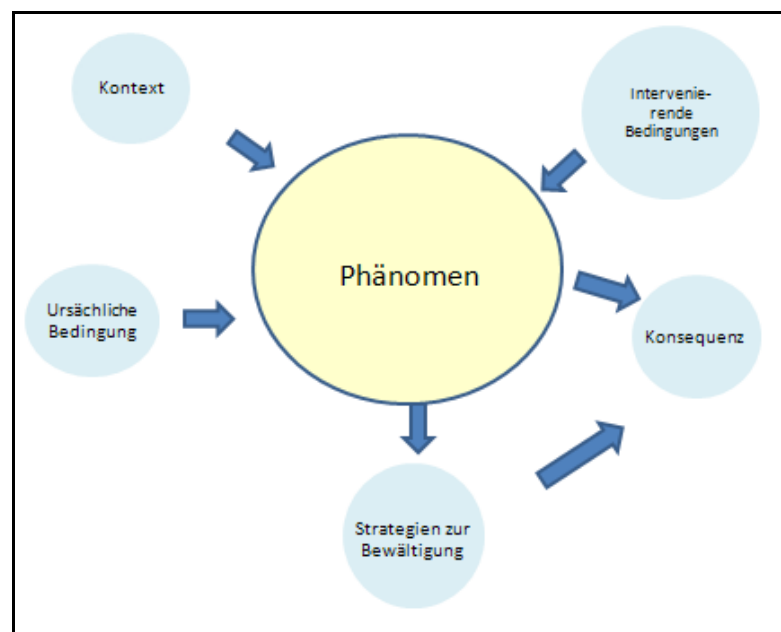 Kontext
Intervenie-
rende
Bedingungen
Phänomen
Ursächliche
Bedingung
Konsequenz
Strategien zur
Bewältigung